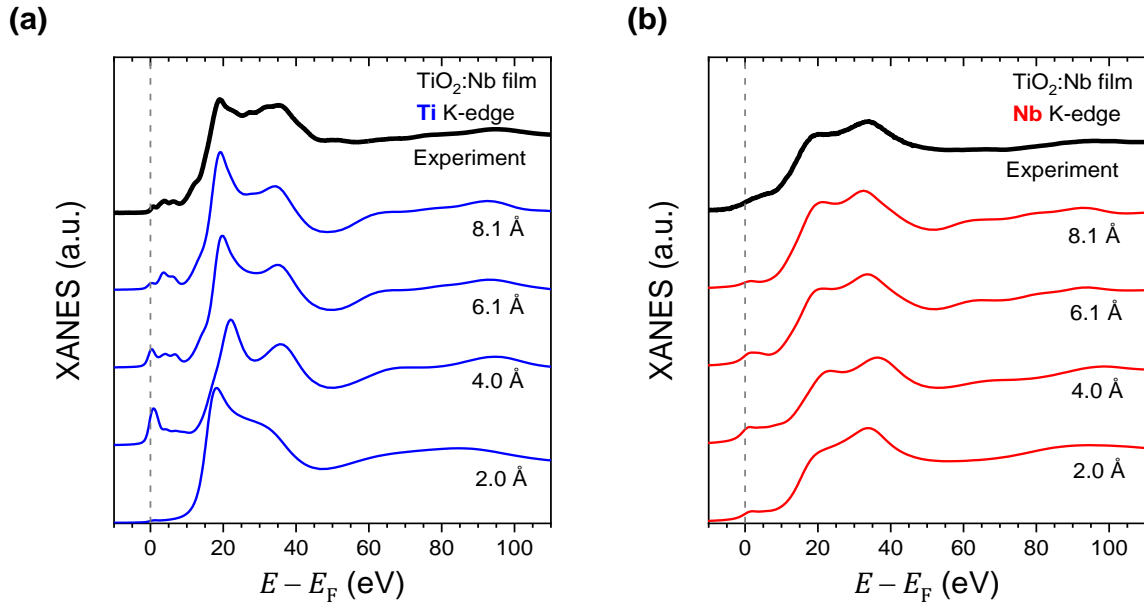 (a)
TiO₂:Nb film
Ti K-edge
Experiment
8.1 Å
6.1 Å
4.0 Å
2.0 Å
XANES (a.u.)
0 20 40 60 80 100
E − E_F (eV)
(b)
TiO₂:Nb film
Nb K-edge
Experiment
8.1 Å
6.1 Å
4.0 Å
2.0 Å
XANES (a.u.)
0 20 40 60 80 100
E − E_F (eV)